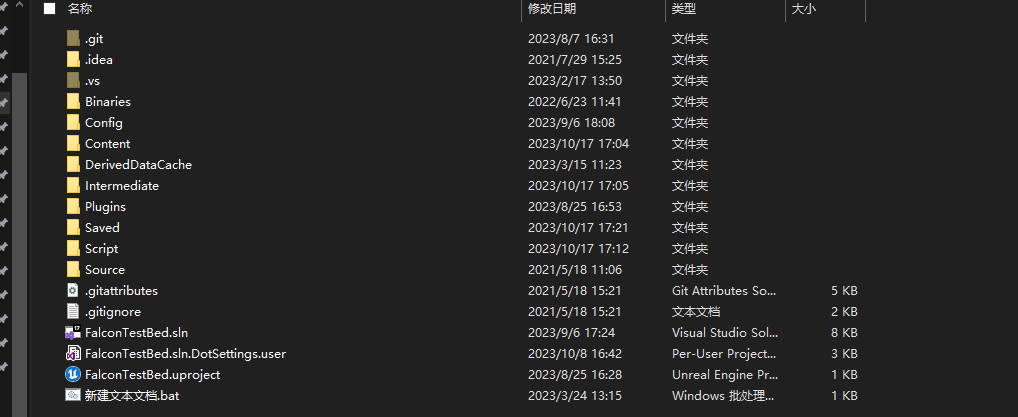 名称 修改日期 类型 大小
.git 2023/8/7 16:31 文件夹
.idea 2021/7/29 15:25 文件夹
.vs 2023/2/17 13:50 文件夹
Binaries 2022/6/23 11:41 文件夹
Config 2023/9/6 18:08 文件夹
Content 2023/10/17 17:04 文件夹
DerivedDataCache 2023/3/15 11:23 文件夹
Intermediate 2023/10/17 17:05 文件夹
Plugins 2023/8/25 16:53 文件夹
Saved 2023/10/17 17:21 文件夹
Script 2023/10/17 17:12 文件夹
Source 2021/5/18 11:06 文件夹
.gitattributes 2021/5/18 15:21 Git Attributes So... 5 KB
.gitignore 2021/5/18 15:21 文本文档 2 KB
FalconTestBed.sln 2023/9/6 17:24 Visual Studio Sol... 8 KB
FalconTestBed.sln.DotSettings.user 2023/10/8 16:42 Per-User Project... 3 KB
FalconTestBed.uproject 2023/8/25 16:28 Unreal Engine Pr... 1 KB
新建文本文档.bat 2023/3/24 13:15 Windows 批处理... 1 KB